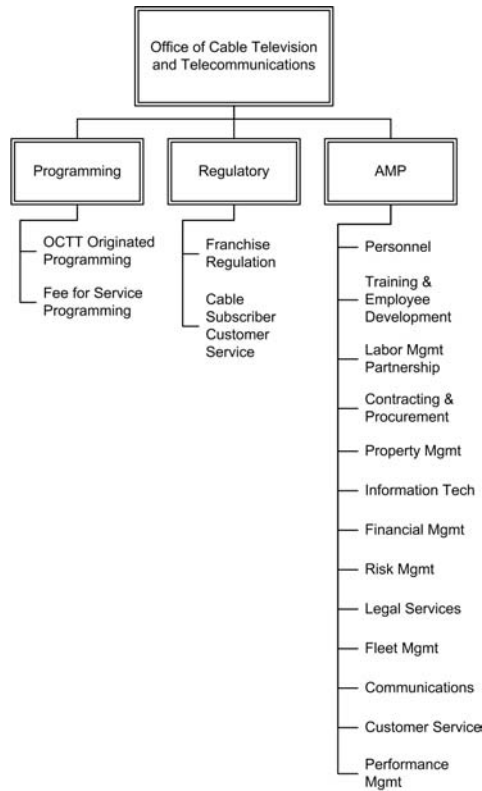 Office of Cable Television
and Telecommunications
Programming
Regulatory
AMP
OCTT Originated
Programming
Fee for Service
Programming
Franchise
Regulation
Cable
Subscriber
Customer
Service
Personnel
Training &
Employee
Development
Labor Mgmt
Partnership
Contracting &
Procurement
Property Mgmt
Information Tech
Financial Mgmt
Risk Mgmt
Legal Services
Fleet Mgmt
Communications
Customer Service
Performance
Mgmt